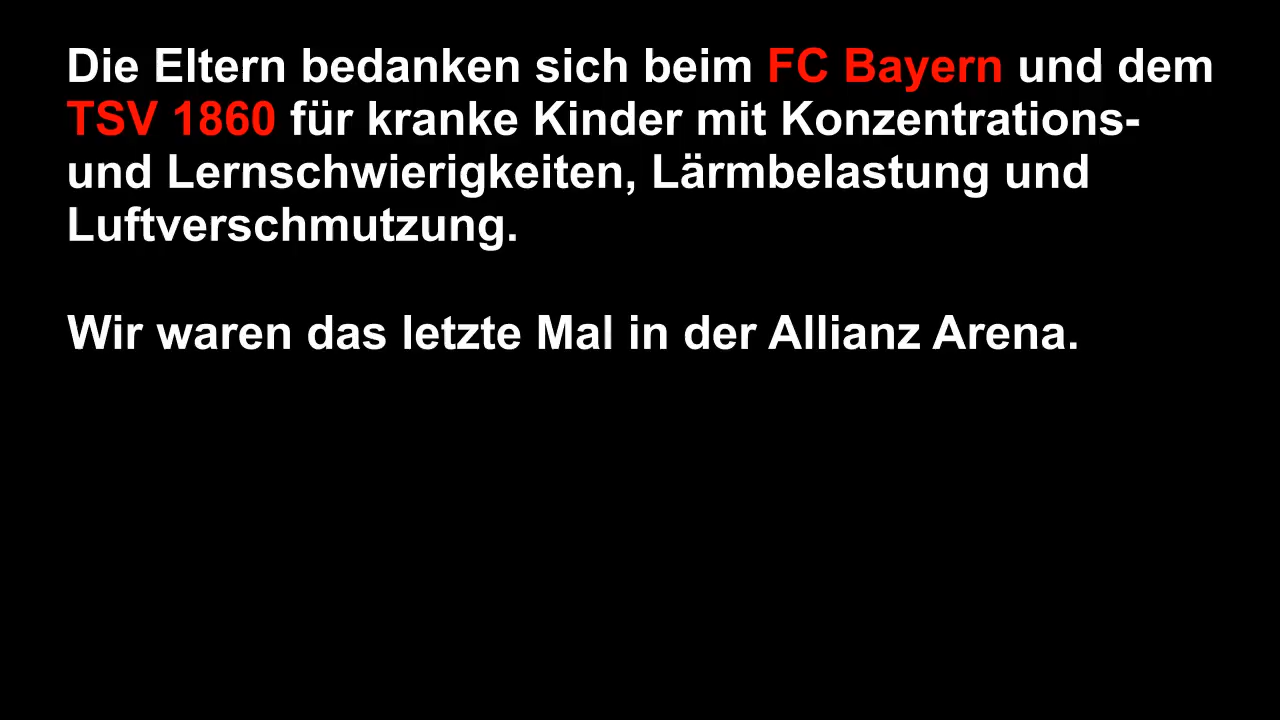 Die Eltern bedanken sich beim FC Bayern und dem
TSV 1860 für kranke Kinder mit Konzentrations-
und Lernschwierigkeiten, Lärmbelastung und
Luftverschmutzung.
Wir waren das letzte Mal in der Allianz Arena.